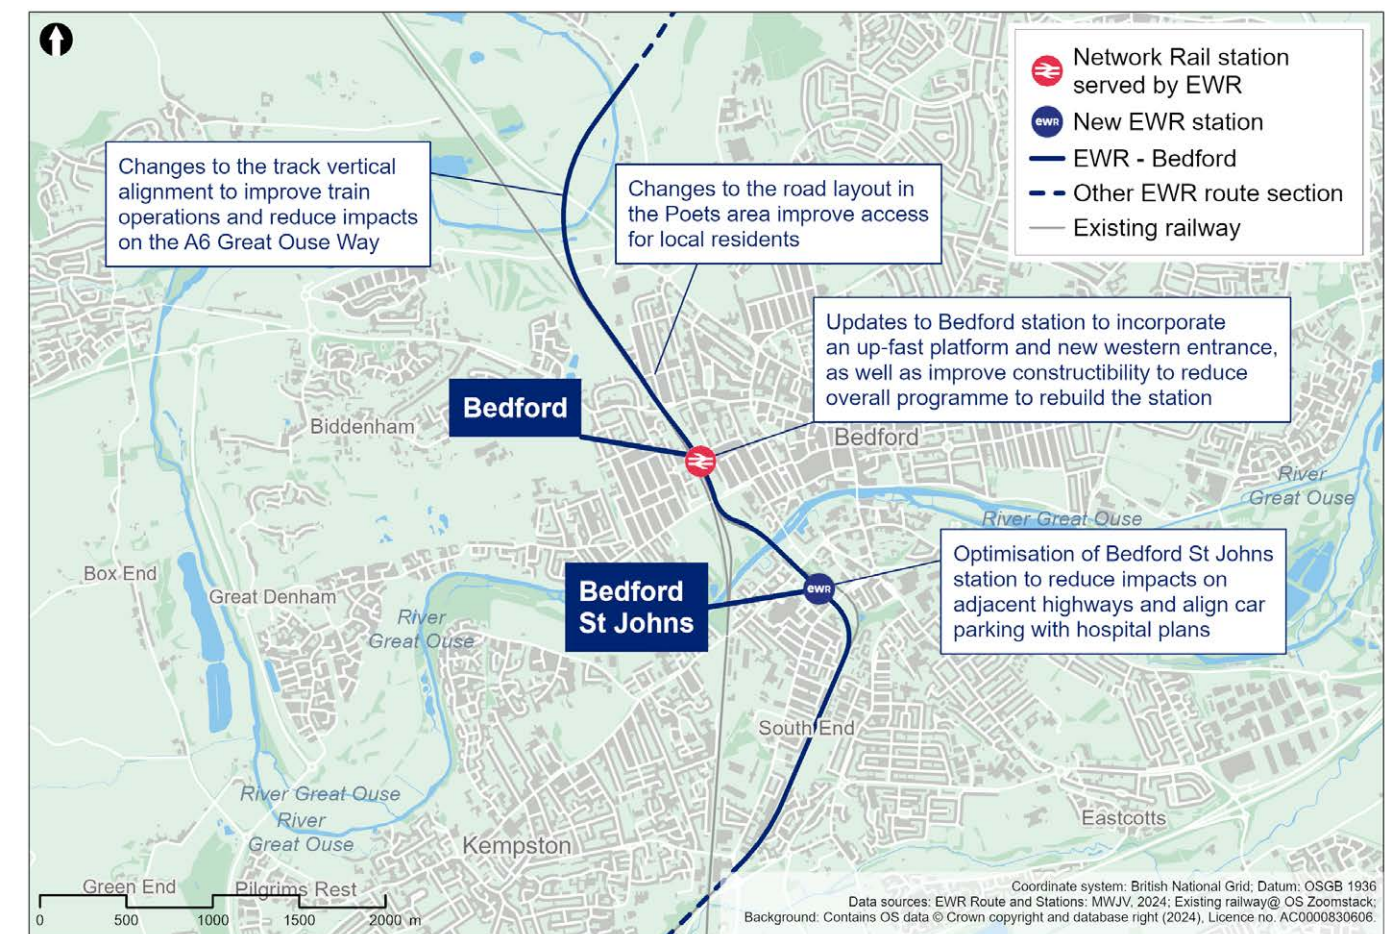 Network Rail station
served by EWR
ewr
New EWR station
EWR - Bedford
Other EWR route section
Existing railway
Changes to the track vertical
alignment to improve train
operations and reduce impacts
on the A6 Great Ouse Way
Changes to the road layout in
the Poets area improve access
for local residents
Updates to Bedford station to incorporate
an up-fast platform and new western entrance,
as well as improve constructibility to reduce
overall programme to rebuild the station
Bedford
Biddenham
Bedford
River
Great Ouse
River Great Ouse
Optimisation of Bedford St Johns
station to reduce impacts on
adjacent highways and align car
parking with hospital plans
Box End
Great Denham
Bedford
St Johns
ewr
River
Great Ouse
South End
River Great Ouse
River
Great Ouse
Kempston
Eastcotts
Green End
Pilgrims Rest
0 500 1000 1500 2000 m
Coordinate system: British National Grid; Datum: OSGB 1936
Data sources: EWR Route and Stations: MWJV, 2024; Existing railway@ OS Zoomstack;
Background: Contains OS data © Crown copyright and database right (2024), Licence no. AC0000830606.